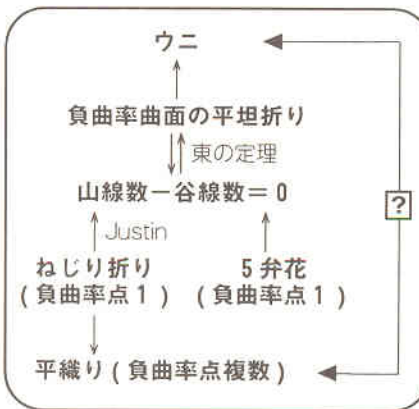 ウニ
負曲率曲面の平坦折り
東の定理
山線数－谷線数＝0
?
Justin
ねじり折り 5弁花
(負曲率点1) (負曲率点1)
平織り(負曲率点複数)